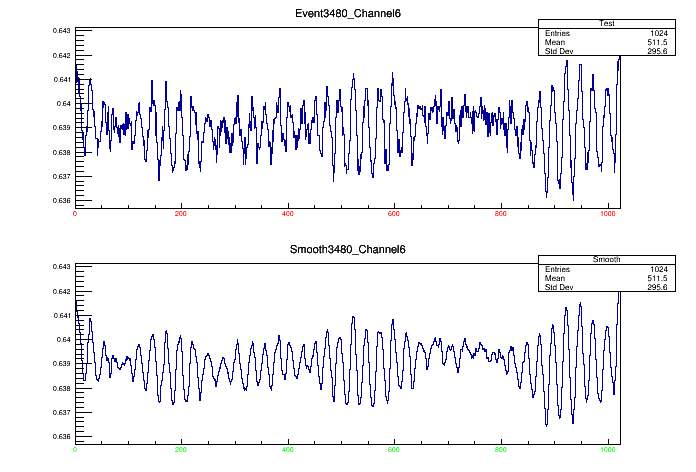 Event3480_Channel6
Test
Entries 1024
Mean 511.5
Std Dev 295.6
0.643
0.642
0.641
0.64
0.639
0.638
0.637
0.636
0 200 400 600 800 1000
Smooth3480_Channel6
Smooth
Entries 1024
Mean 511.5
Std Dev 295.6
0.643
0.642
0.641
0.64
0.639
0.638
0.637
0.636
0 200 400 600 800 1000